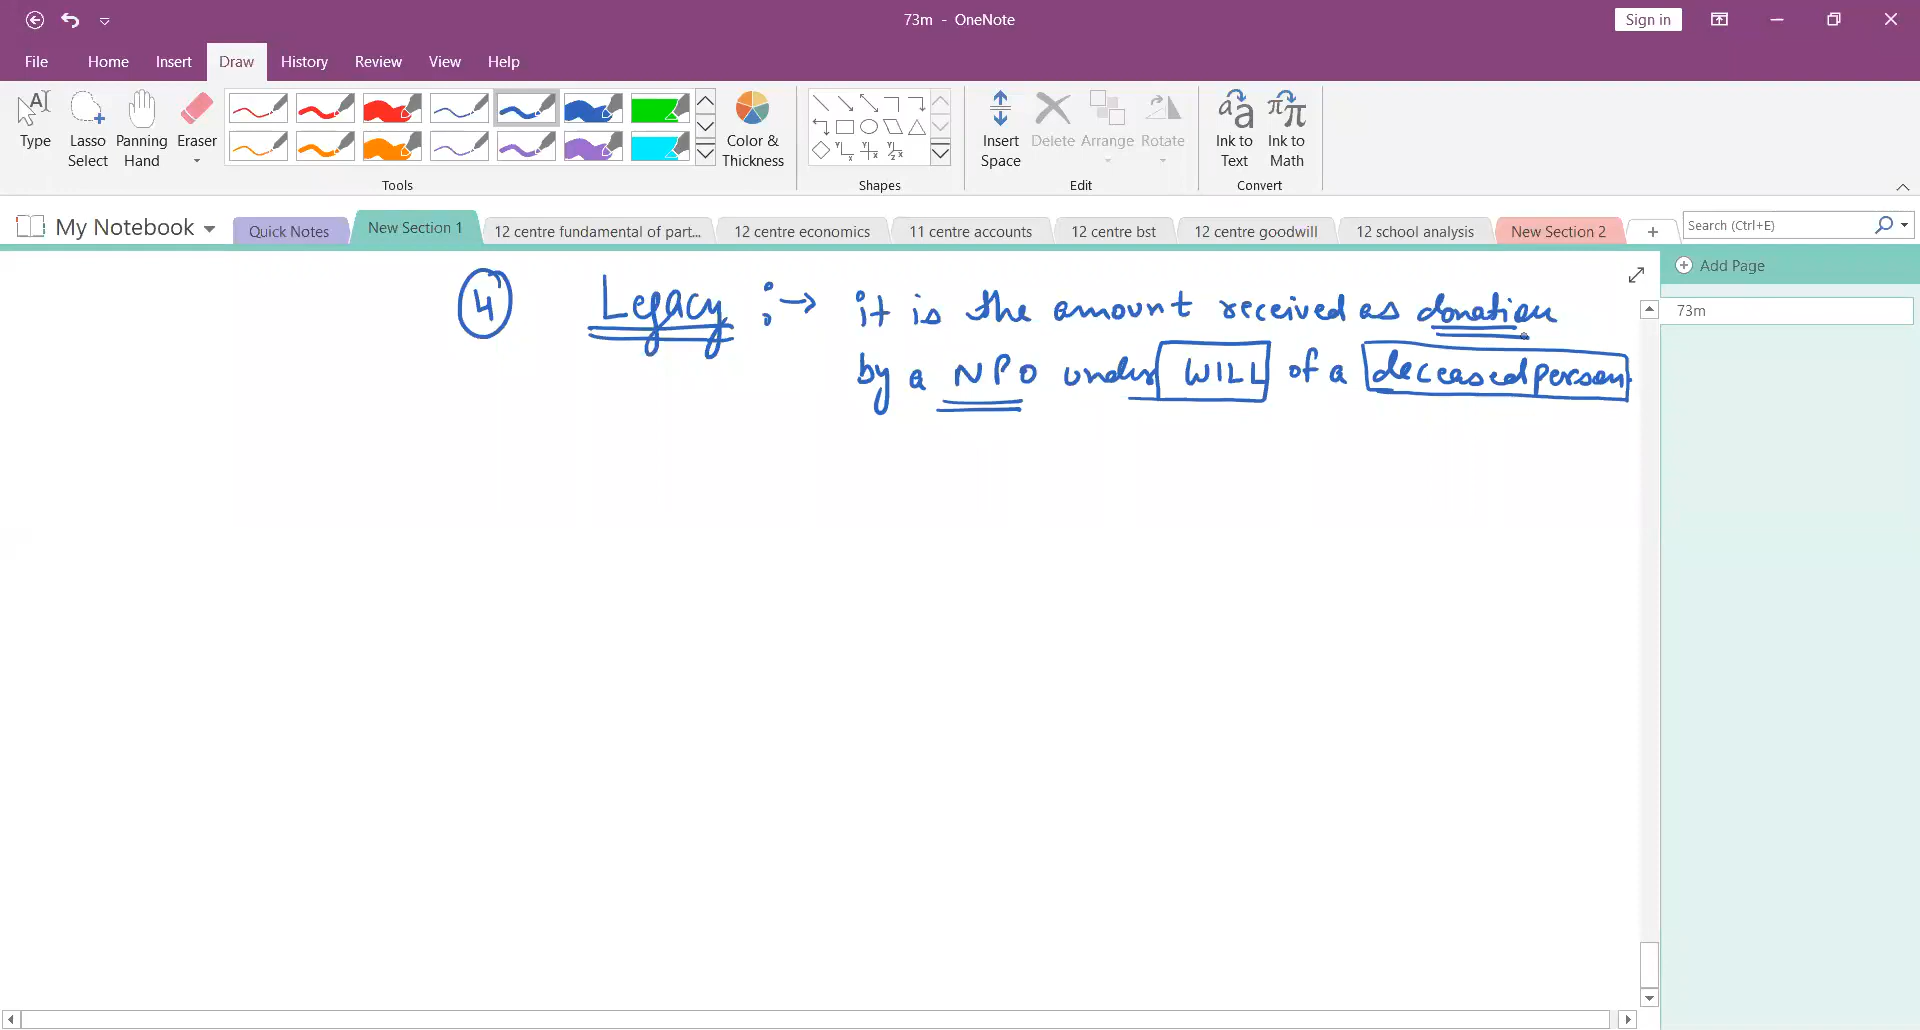 73m - OneNote
Sign in
File Home Insert Draw History Review View Help
Type
Lasso Select
Panning Hand
Eraser
Color & Thickness
Insert Space
Delete
Arrange
Rotate
Ink to Text
Ink to Math
Tools Shapes Edit Convert
My Notebook Quick Notes New Section 1 12 centre fundamental of part... 12 centre economics 11 centre accounts 12 centre bst 12 centre goodwill 12 school analysis New Section 2 Search (Ctrl+E)
Add Page
73m
4 Legacy :→ it is the amount received as donation
by a NPO under WILL of a deceased person.